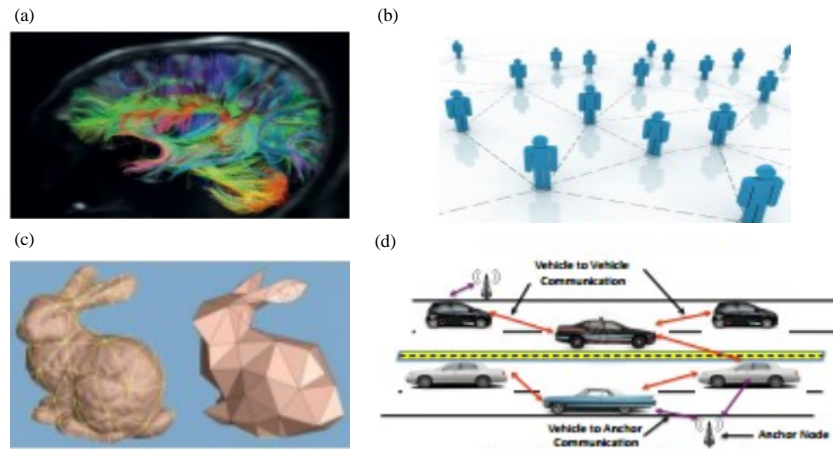 (a)
(b)
(c)
(d)
Vehicle to Vehicle
Communication
Vehicle to Anchor
Communication
Anchor Node